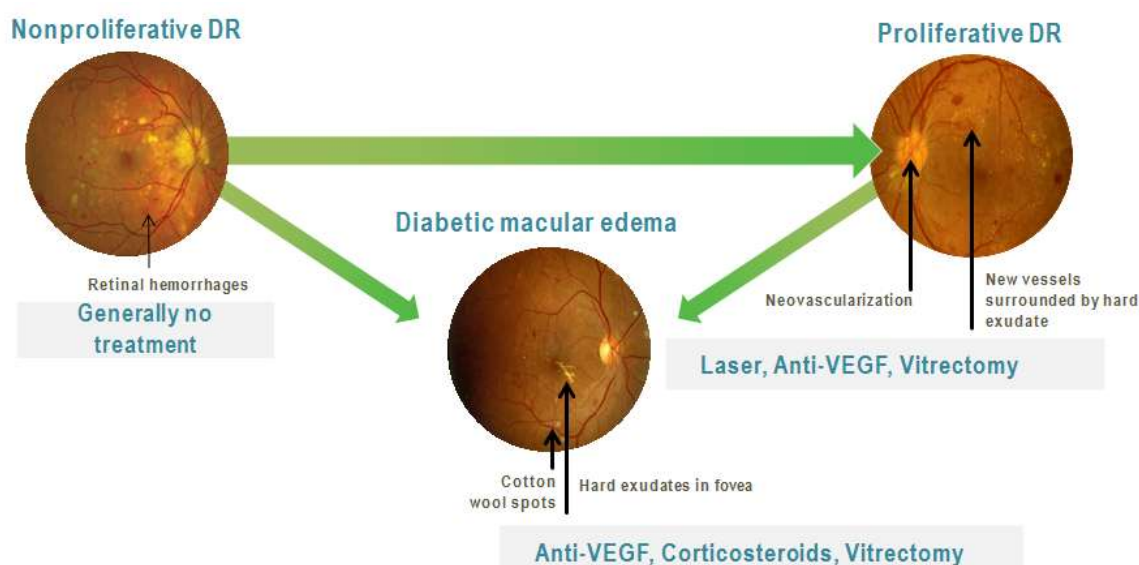 Nonproliferative DR
Proliferative DR
Retinal hemorrhages
Generally no
treatment
Diabetic macular edema
Neovascularization
New vessels
surrounded by hard
exudate
Laser, Anti-VEGF, Vitrectomy
Cotton
wool spots
Hard exudates in fovea
Anti-VEGF, Corticosteroids, Vitrectomy